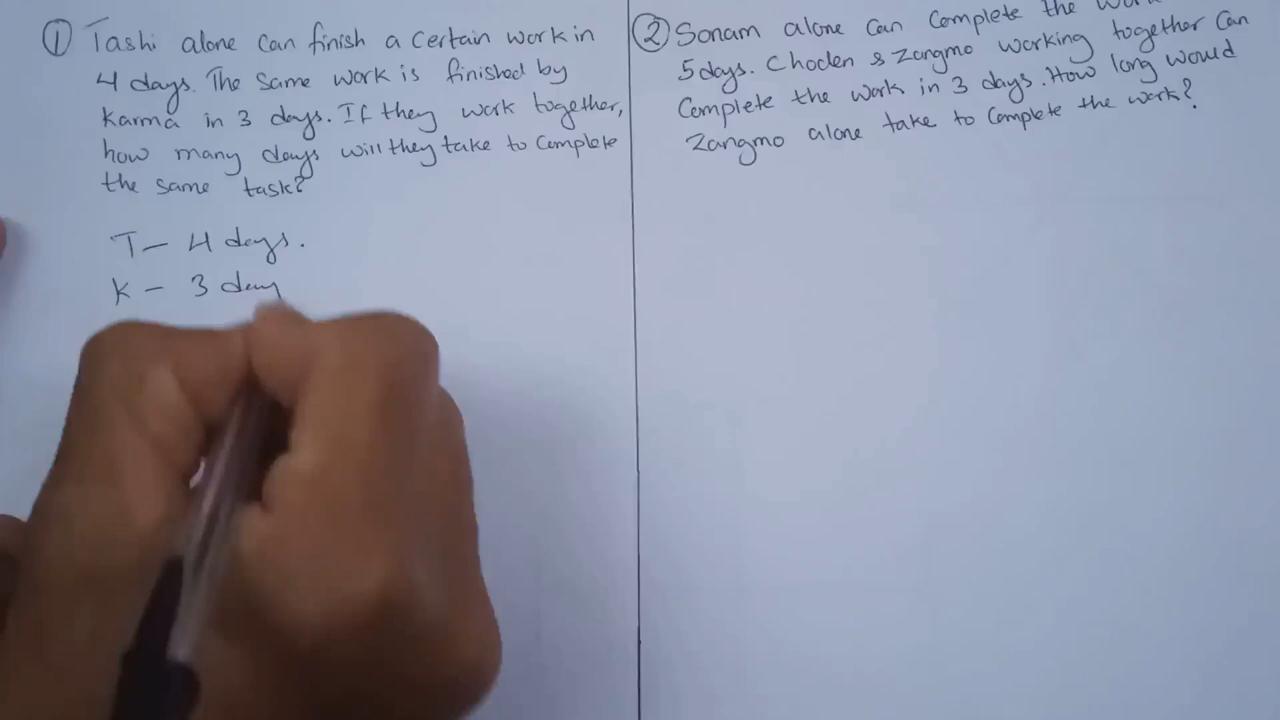 ① Tashi alone can finish a certain work in
4 days. The same work is finished by
Karma in 3 days. If they work together,
how many days will they take to complete
the same task?
T – 4 days.
K – 3 day
② Sonam alone can complete the
5 days. Choden & Zangmo working together can
Complete the work in 3 days. How long would
Zangmo alone take to complete the work?